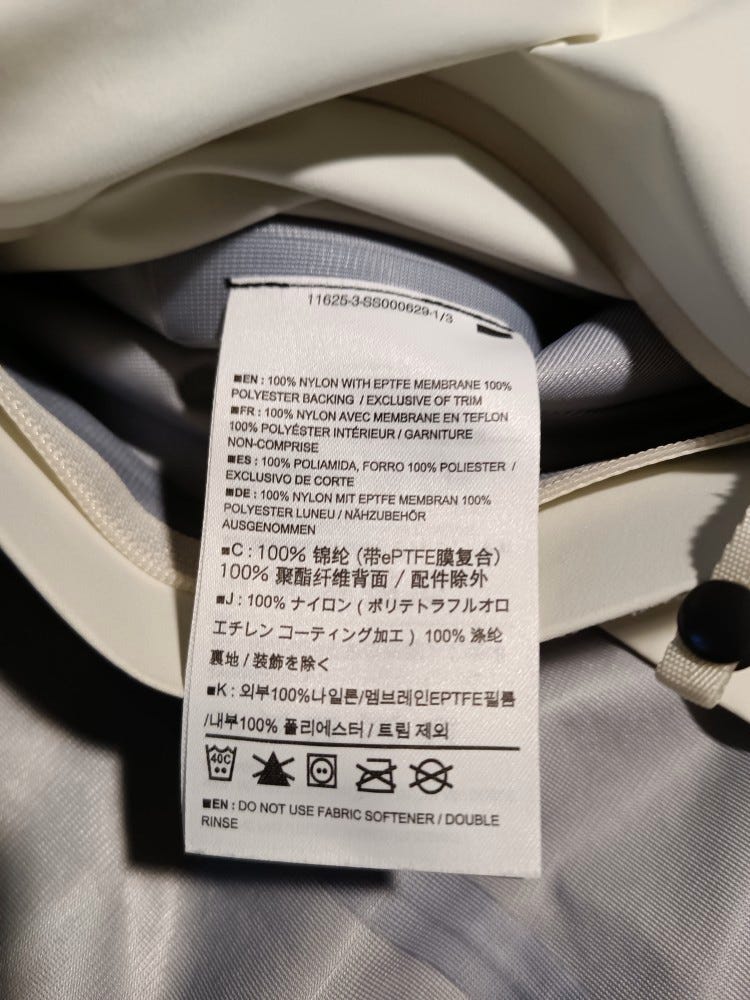 11625-3-SS000629-1/3
■EN : 100% NYLON WITH EPTFE MEMBRANE 100%
POLYESTER BACKING / EXCLUSIVE OF TRIM
■FR : 100% NYLON AVEC MEMBRANE EN TEFLON
100% POLYÉSTER INTÉRIEUR / GARNITURE
NON-COMPRISE
■ES : 100% POLIAMIDA, FORRO 100% POLIESTER /
EXCLUSIVO DE CORTE
■DE : 100% NYLON MIT EPTFE MEMBRAN 100%
POLYESTER LUNEU / NÄHZUBEHÖR
AUSGENOMMEN
■C : 100% 锦纶 (带ePTFE膜复合)
100% 聚酯纤维背面 / 配件除外
■J : 100% ナイロン ( ポリテトラフルオロ
エチレン コーティング加工 ) 100% 涤纶
裏地 / 装飾を除く
■K : 외부100%나일론/멤브레인EPTFE필름
/내부100% 폴리에스터 / 트림 제외
40C
■EN : DO NOT USE FABRIC SOFTENER / DOUBLE
RINSE